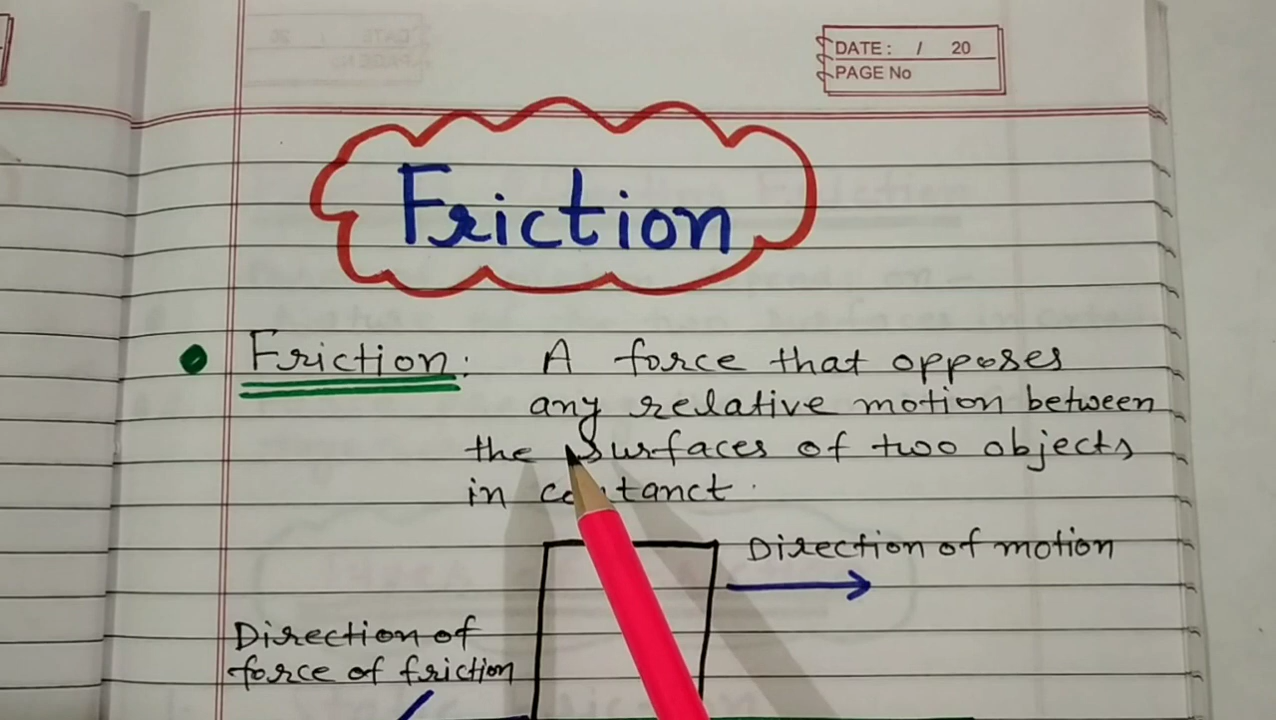 DATE: / 20
PAGE No
Friction
Friction: A force that opposes
any relative motion between
the surfaces of two objects
in contanct.
Direction of motion
Direction of
force of friction